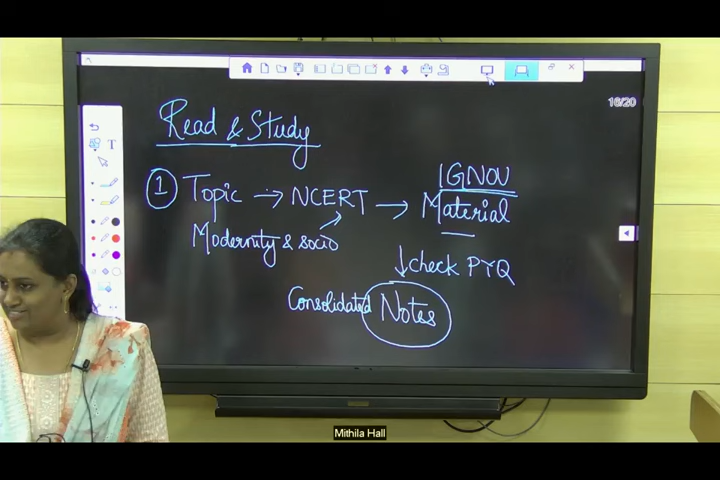 16/20
Read & Study
1 Topic → NCERT → IGNOU Material
Modernity & socio
↓ check PYQ
Consolidated Notes
Mithila Hall